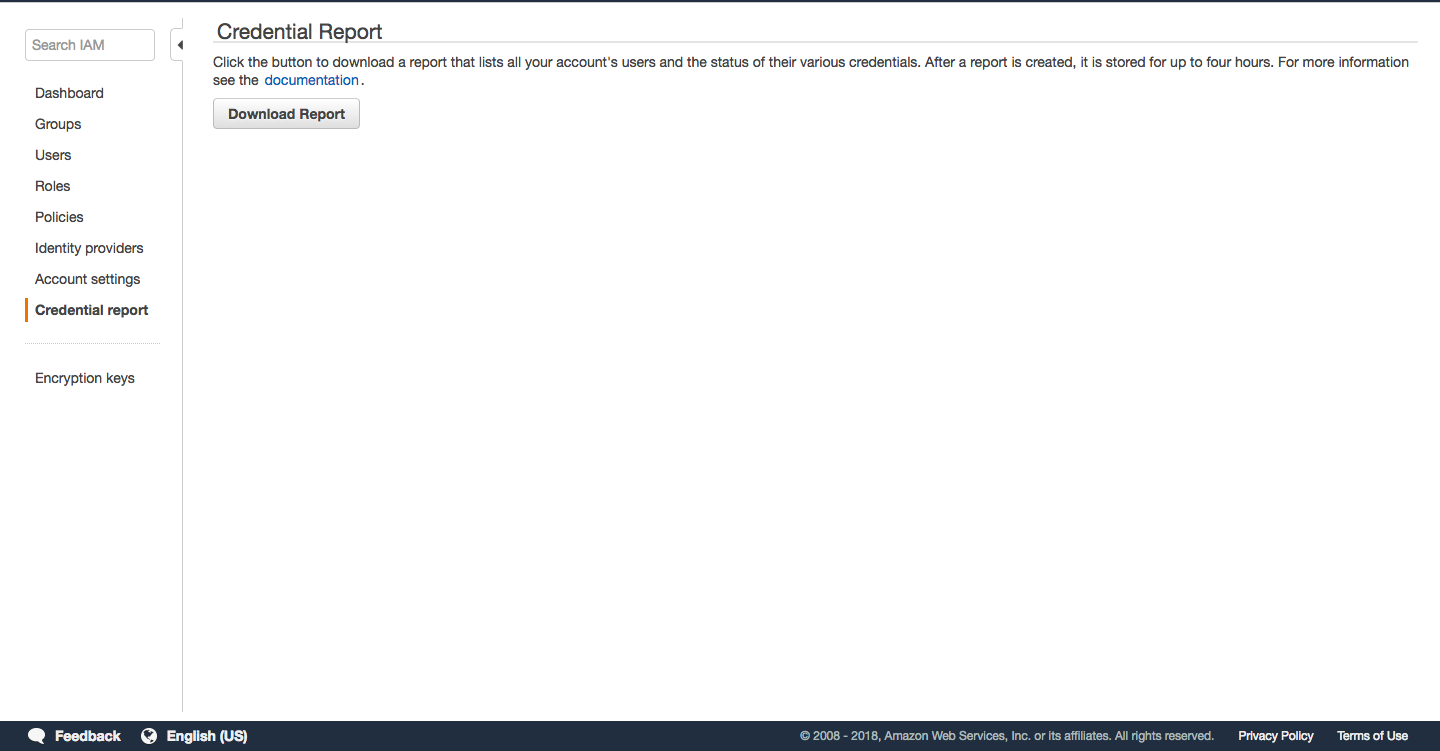 Search IAM
Dashboard
Groups
Users
Roles
Policies
Identity providers
Account settings
Credential report
Encryption keys
Credential Report
Click the button to download a report that lists all your account's users and the status of their various credentials. After a report is created, it is stored for up to four hours. For more information
see the documentation.
Download Report
Feedback
English (US)
© 2008 - 2018, Amazon Web Services, Inc. or its affiliates. All rights reserved.
Privacy Policy
Terms of Use